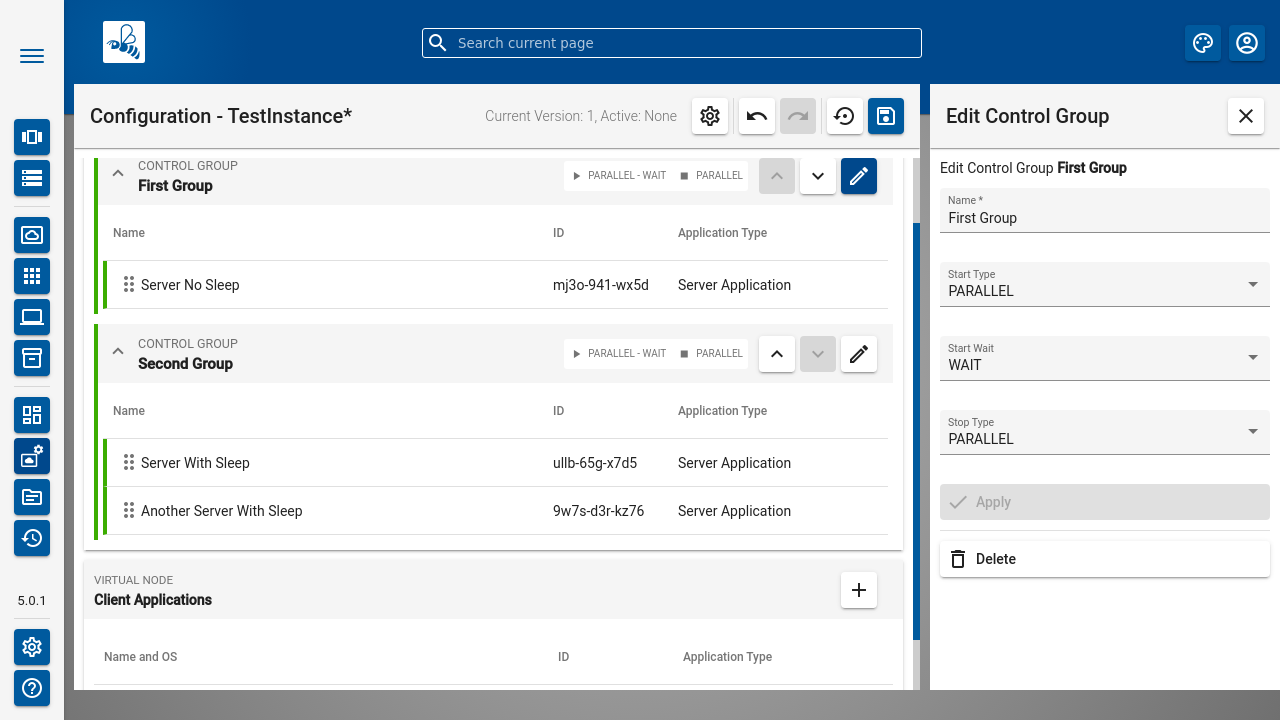 Search current page
Configuration - TestInstance*
Current Version: 1, Active: None
Edit Control Group
CONTROL GROUP
First Group
PARALLEL - WAIT
PARALLEL
Name
ID
Application Type
Server No Sleep
mj3o-941-wx5d
Server Application
CONTROL GROUP
Second Group
PARALLEL - WAIT
PARALLEL
Name
ID
Application Type
Server With Sleep
ullb-65g-x7d5
Server Application
Another Server With Sleep
9w7s-d3r-kz76
Server Application
VIRTUAL NODE
Client Applications
Name and OS
ID
Application Type
Edit Control Group First Group
Name *
First Group
Start Type
PARALLEL
Start Wait
WAIT
Stop Type
PARALLEL
Apply
Delete
5.0.1